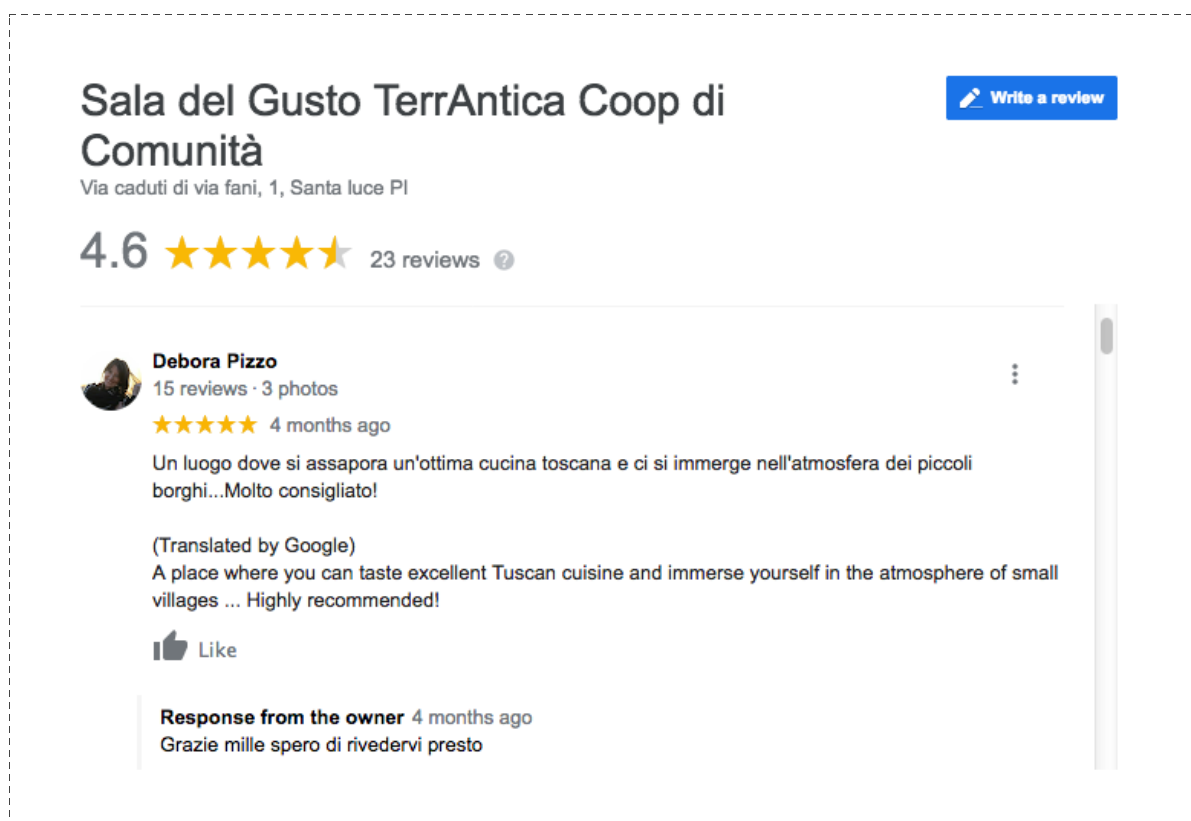 Sala del Gusto TerrAntica Coop di
Comunità
Write a review
Via caduti di via fani, 1, Santa luce PI
4.6 23 reviews ?
Debora Pizzo
15 reviews · 3 photos
4 months ago
Un luogo dove si assapora un'ottima cucina toscana e ci si immerge nell'atmosfera dei piccoli
borghi...Molto consigliato!
(Translated by Google)
A place where you can taste excellent Tuscan cuisine and immerse yourself in the atmosphere of small
villages ... Highly recommended!
Like
Response from the owner 4 months ago
Grazie mille spero di rivedervi presto